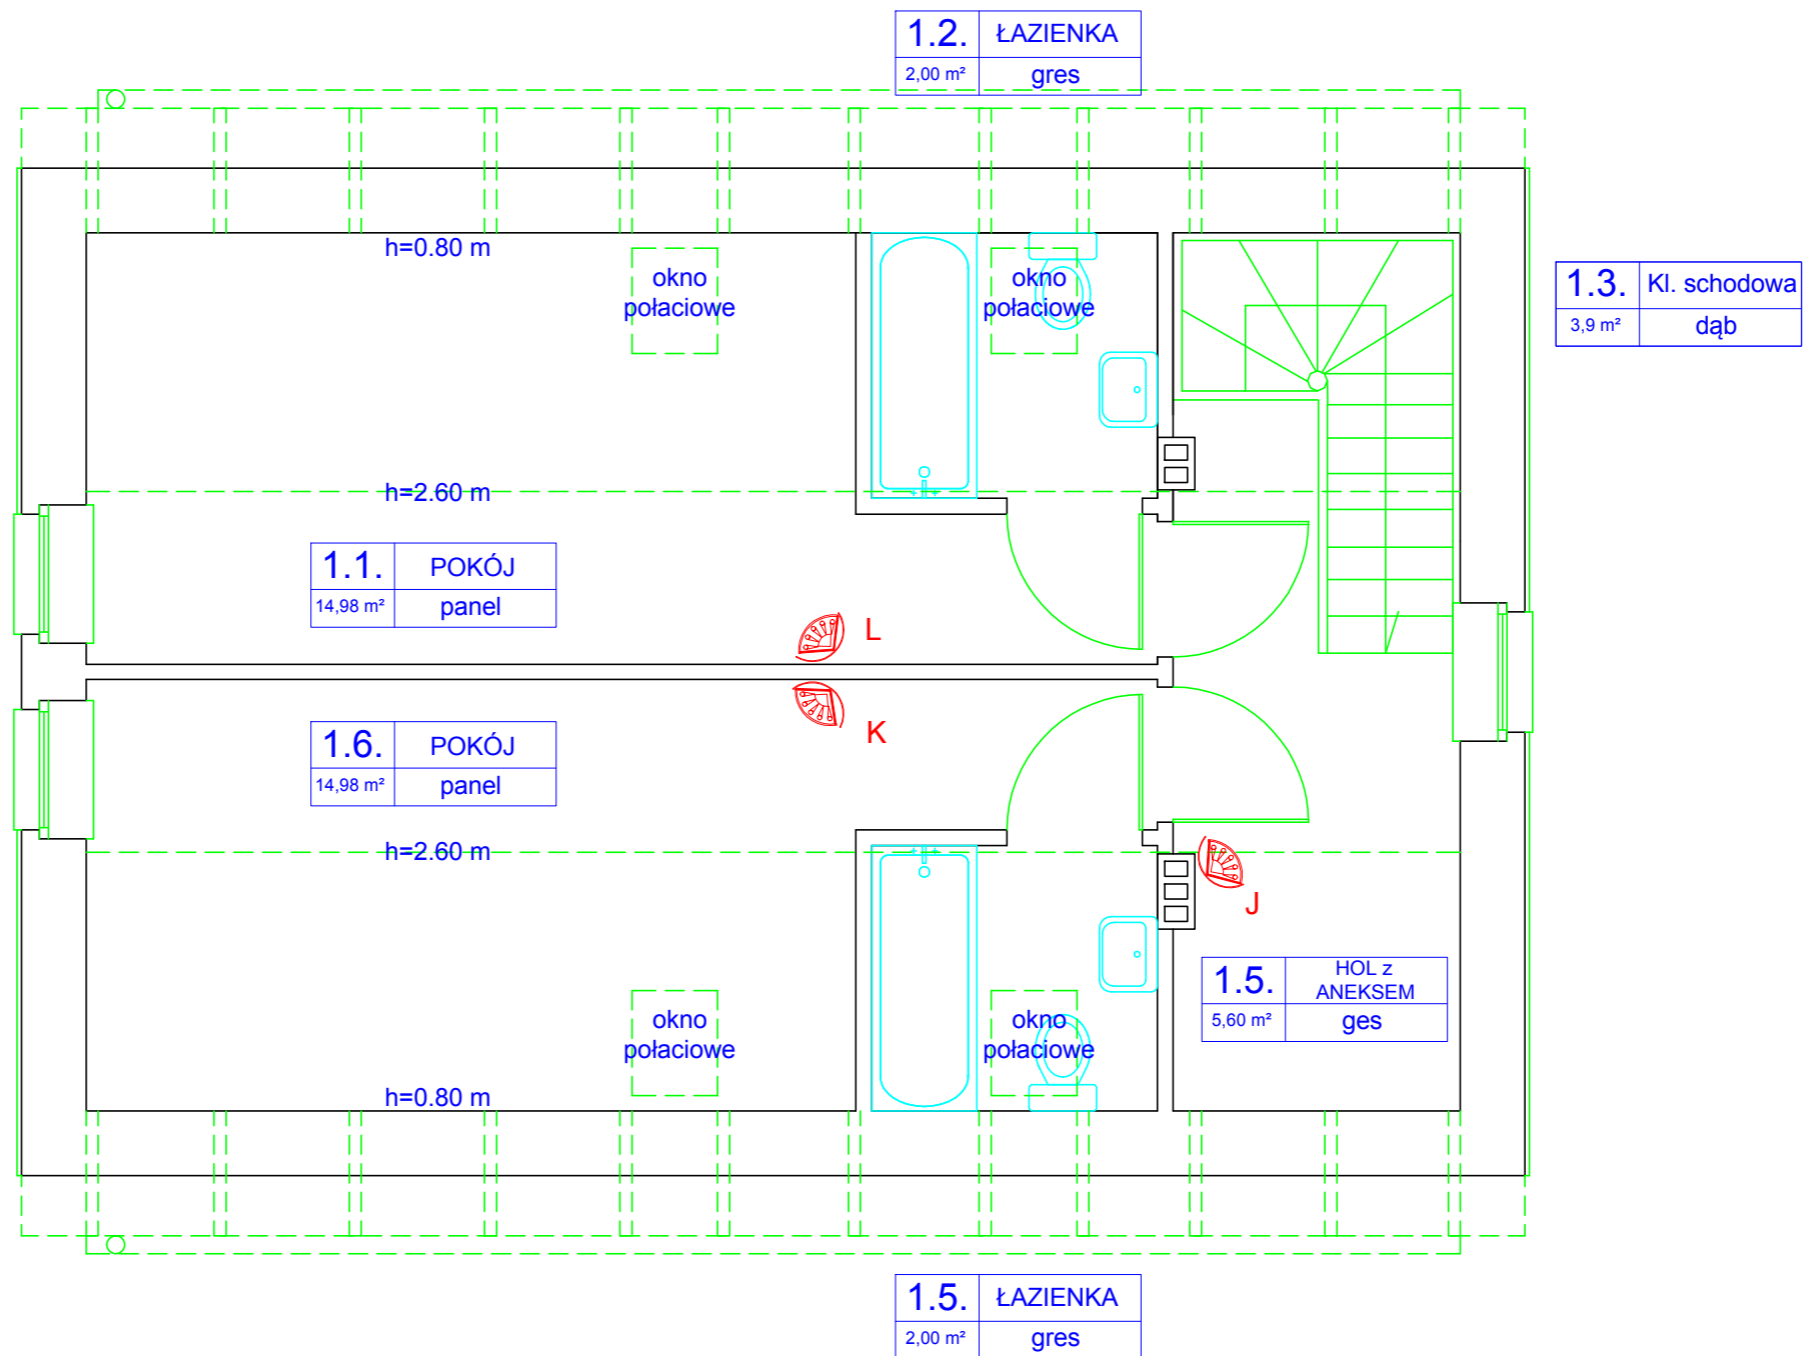 1.2. ŁAZIENKA
2,00 m² gres
h=0.80 m
okno
połaciowe
okno
połaciowe
1.3. Kl. schodowa
3,9 m² dąb
h=2.60 m
1.1. POKÓJ
14,98 m² panel
L
K
1.6. POKÓJ
14,98 m² panel
h=2.60 m
J
1.5. HOL z
ANEKSEM
5,60 m² ges
okno
połaciowe
okno
połaciowe
h=0.80 m
1.5. ŁAZIENKA
2,00 m² gres